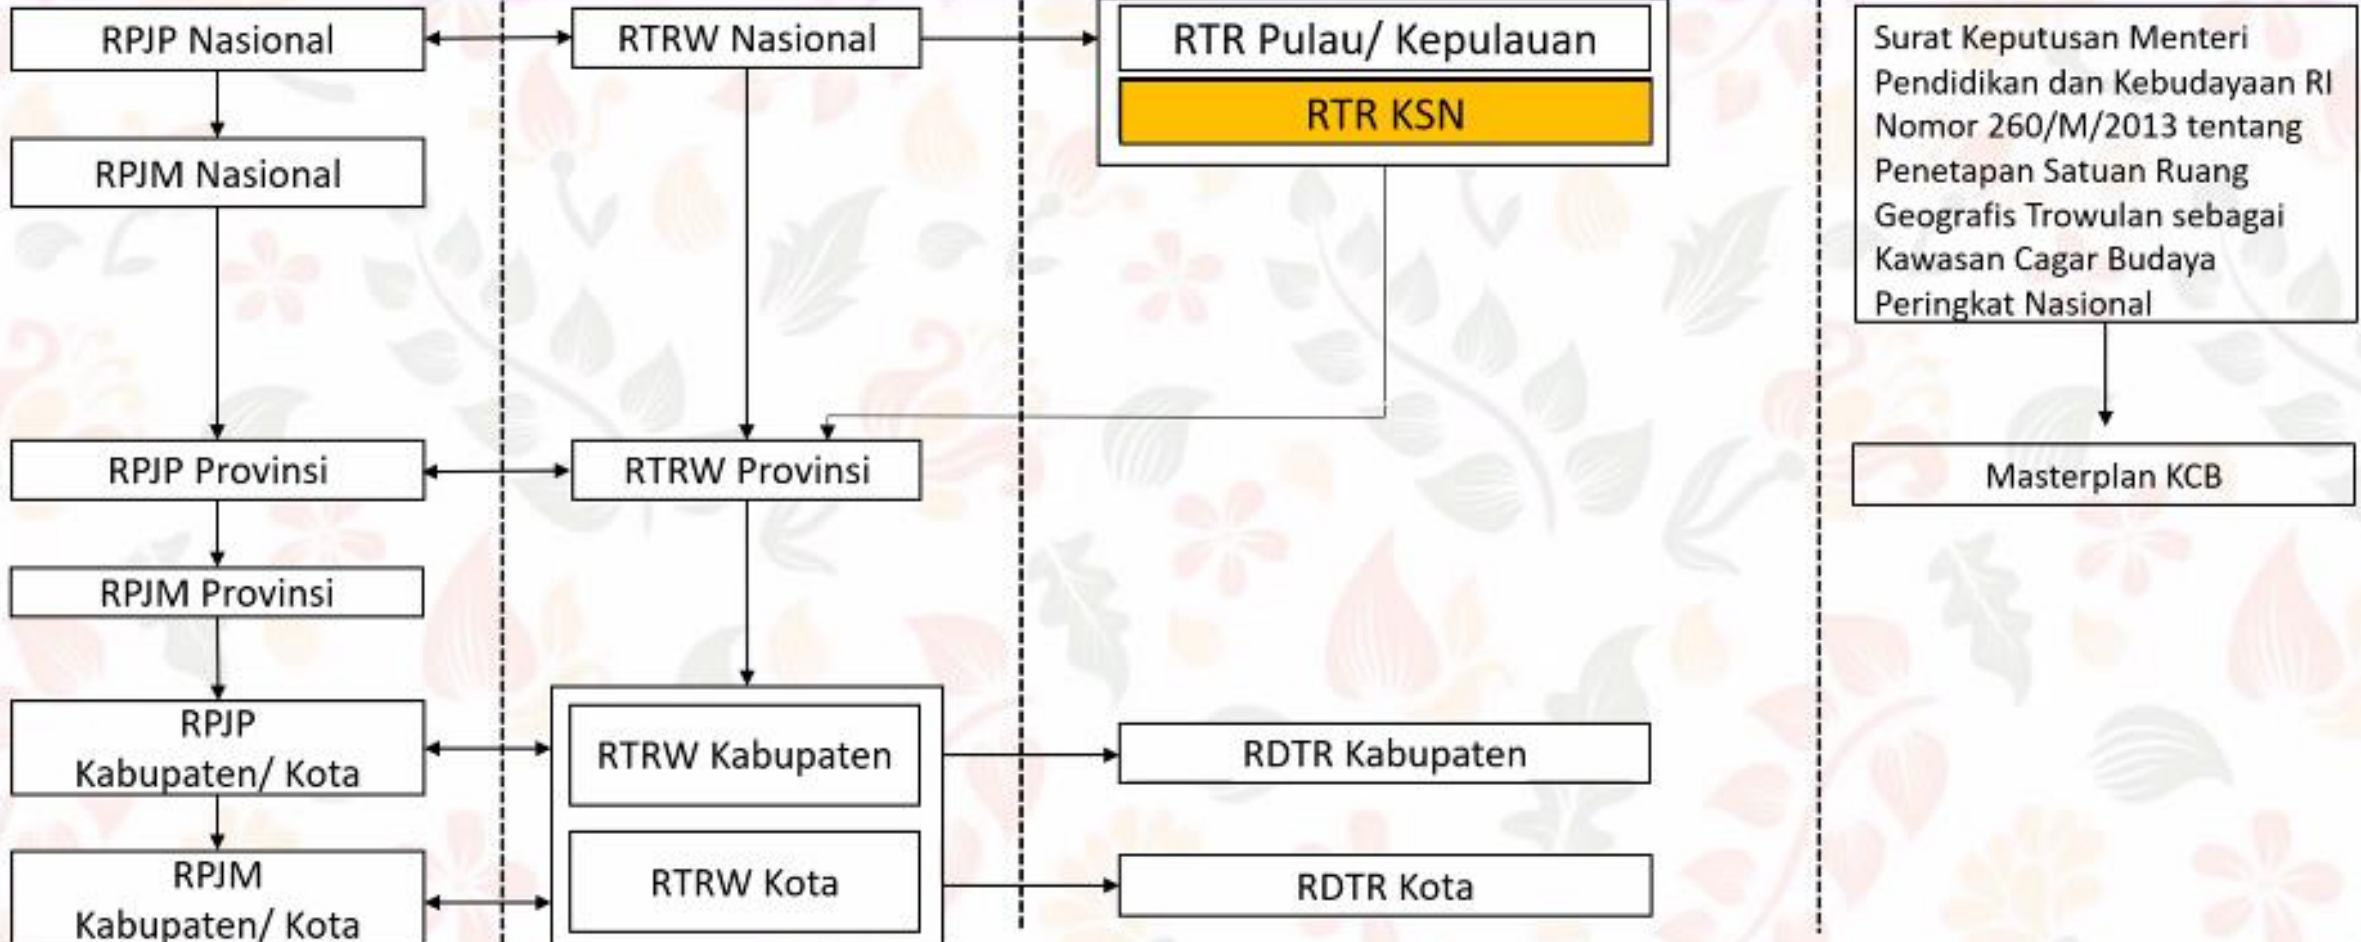 RPJP Nasional
RTRW Nasional
RTR Pulau/ Kepulauan
RTR KSN
Surat Keputusan Menteri
Pendidikan dan Kebudayaan RI
Nomor 260/M/2013 tentang
Penetapan Satuan Ruang
Geografis Trowulan sebagai
Kawasan Cagar Budaya
Peringkat Nasional
RPJM Nasional
RPJP Provinsi
RTRW Provinsi
Masterplan KCB
RPJM Provinsi
RPJP
Kabupaten/ Kota
RTRW Kabupaten
RDTR Kabupaten
RPJM
Kabupaten/ Kota
RTRW Kota
RDTR Kota